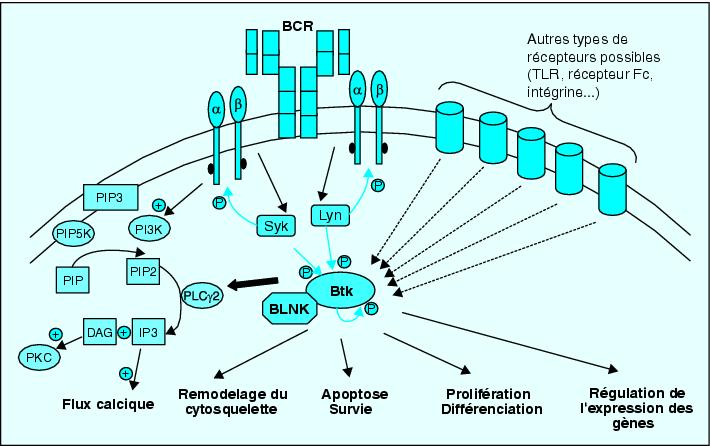 BCR
Autres types de
récepteurs possibles
(TLR, récepteur Fc,
intégrine...)
α β
α β
PIP3
+
P
P
PIP5K
PI3K
Syk
Lyn
PIP
PIP2
P
P
PLCγ2
Btk
BLNK
P
PKC
+
DAG
+
IP3
+
Flux calcique
Remodelage du
cytosquelette
Apoptose
Survie
Prolifération
Différenciation
Régulation de
l'expression des
gènes